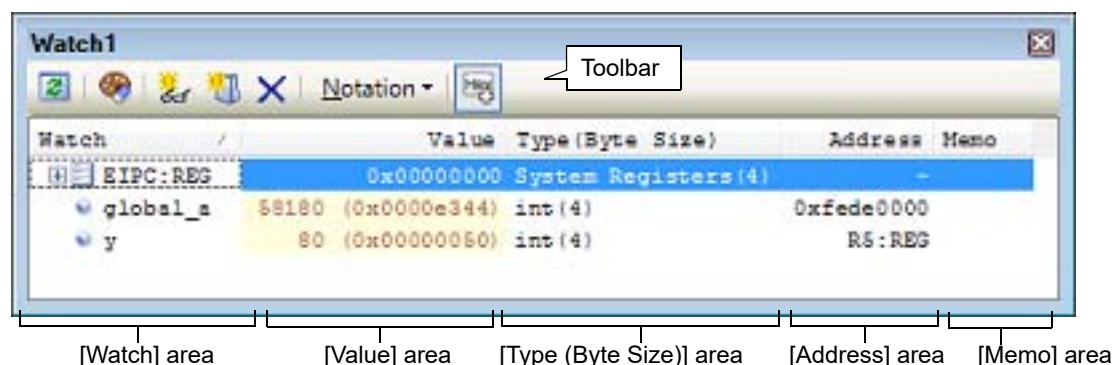 Watch1
Notation
Hex
Toolbar
Watch Value Type(Byte Size) Address Memo
EIPC:REG 0x00000000 System Registers(4) -
global_a 58180 (0x0000e344) int(4) 0xfede0000
y 80 (0x00000050) int(4) R5:REG
[Watch] area [Value] area [Type (Byte Size)] area [Address] area [Memo] area